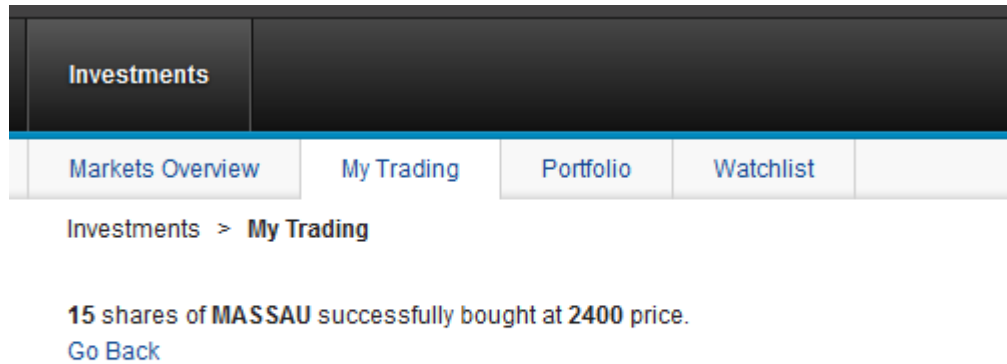 Investments
Markets Overview My Trading Portfolio Watchlist
Investments > My Trading
15 shares of MASSAU successfully bought at 2400 price.
Go Back